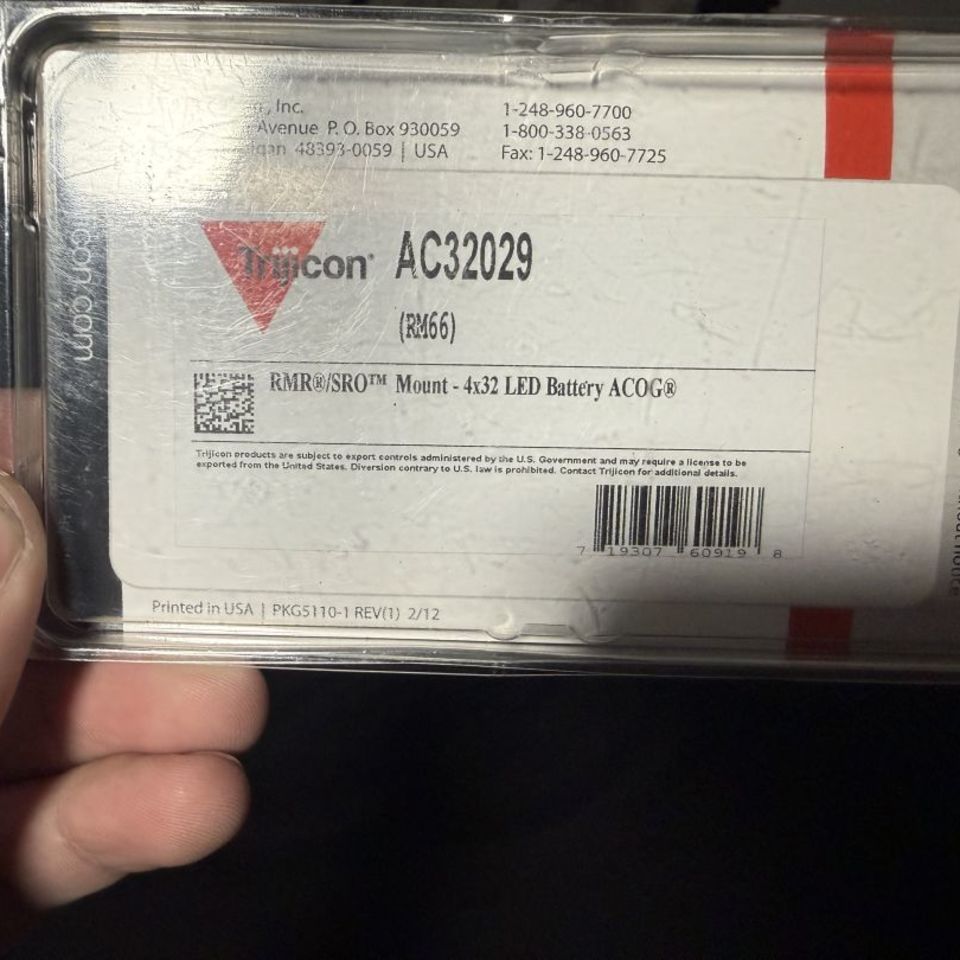 , Inc.
Avenue P. O. Box 930059
48393-0059 | USA
1-248-960-7700
1-800-338-0563
Fax: 1-248-960-7725
Trijicon® AC32029
(RM66)
RMR®/SRO™ Mount - 4x32 LED Battery ACOG®
Trijicon products are subject to export controls administered by the U.S. Government and may require a license to be
exported from the United States. Diversion contrary to U.S. law is prohibited. Contact Trijicon for additional details.
7 19307 60919 8
Printed in USA | PKG5110-1 REV(1) 2/12
icon.com